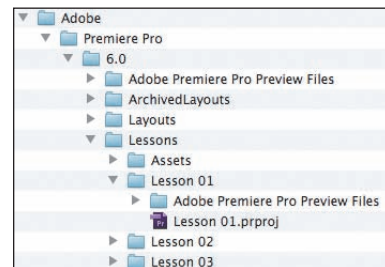 Adobe
Premiere Pro
6.0
Adobe Premiere Pro Preview Files
ArchivedLayouts
Layouts
Lessons
Assets
Lesson 01
Adobe Premiere Pro Preview Files
Pr Lesson 01.prproj
Lesson 02
Lesson 03